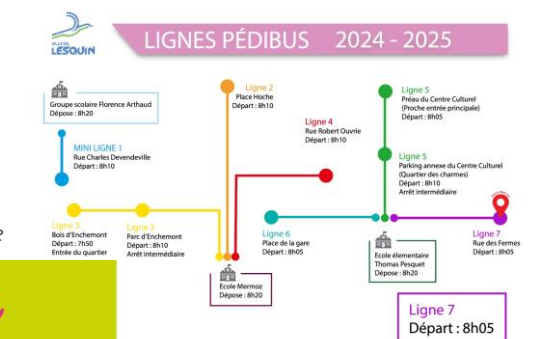 VILLE DE
LESQUIN
LIGNES PÉDIBUS 2024 - 2025
Groupe scolaire Florence Arthaud
Dépose : 8h20
MINI LIGNE 1
Rue Charles Devendeville
Départ : 8h10
Ligne 2
Place Hoche
Départ : 8h10
Ligne 4
Rue Robert Ouvrie
Départ : 8h10
Ligne 5
Préau du Centre Culturel
(Proche entrée principale)
Départ : 8h05
Ligne 5
Parking annexe du Centre Culturel
(Quartier des charmes)
Départ : 8h10
Arrêt intermédiaire
Ligne 3
Bois d'Enchemont
Départ : 7h50
Entrée du quartier
Ligne 3
Parc d'Enchemont
Départ : 8h10
Arrêt intermédiaire
Ligne 6
Place de la gare
Départ : 8h05
Ligne 7
Rue des Fermes
Départ : 8h05
Ecole Mermoz
Dépose : 8h20
Ecole élementaire
Thomas Pesquet
Dépose : 8h20
?
Ligne 7
Départ : 8h05